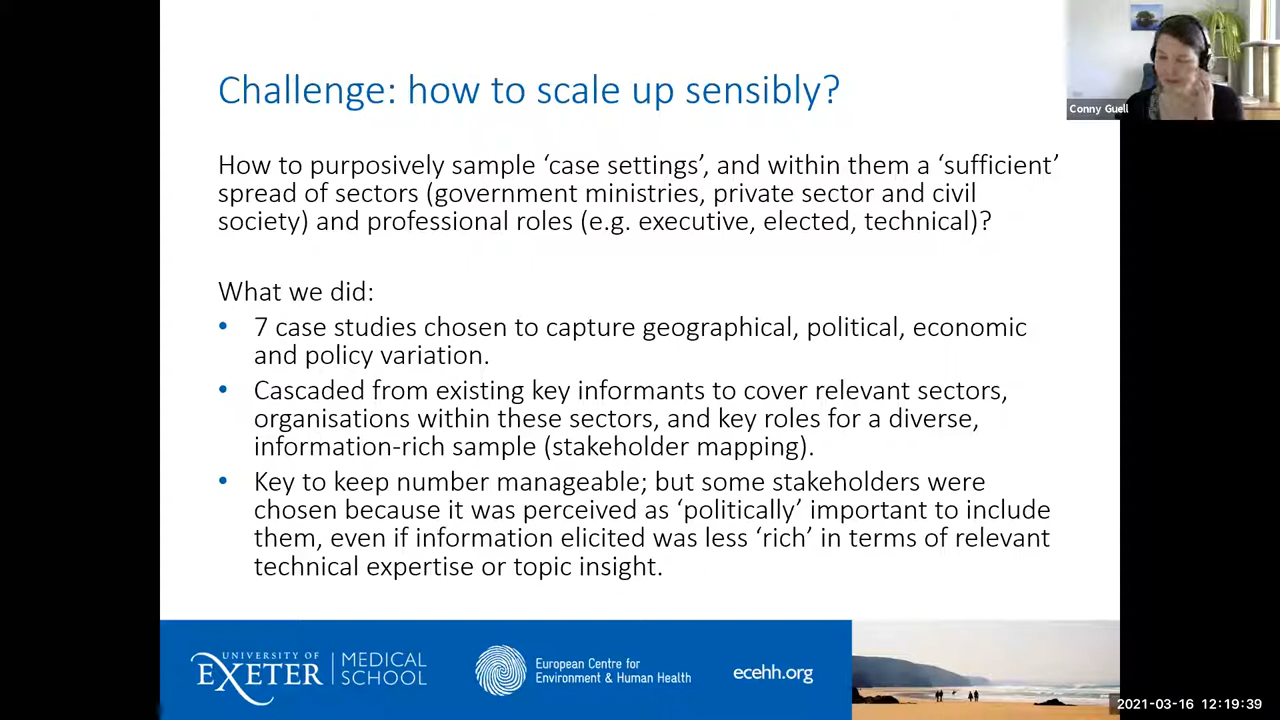 Challenge: how to scale up sensibly?
Conny Guell
How to purposively sample ‘case settings’, and within them a ‘sufficient’
spread of sectors (government ministries, private sector and civil
society) and professional roles (e.g. executive, elected, technical)?
What we did:
• 7 case studies chosen to capture geographical, political, economic
and policy variation.
• Cascaded from existing key informants to cover relevant sectors,
organisations within these sectors, and key roles for a diverse,
information-rich sample (stakeholder mapping).
• Key to keep number manageable; but some stakeholders were
chosen because it was perceived as ‘politically’ important to include
them, even if information elicited was less ‘rich’ in terms of relevant
technical expertise or topic insight.
UNIVERSITY OF
EXETER
MEDICAL
SCHOOL
European Centre for
Environment & Human Health
ecehh.org
2021-03-16 12:19:39